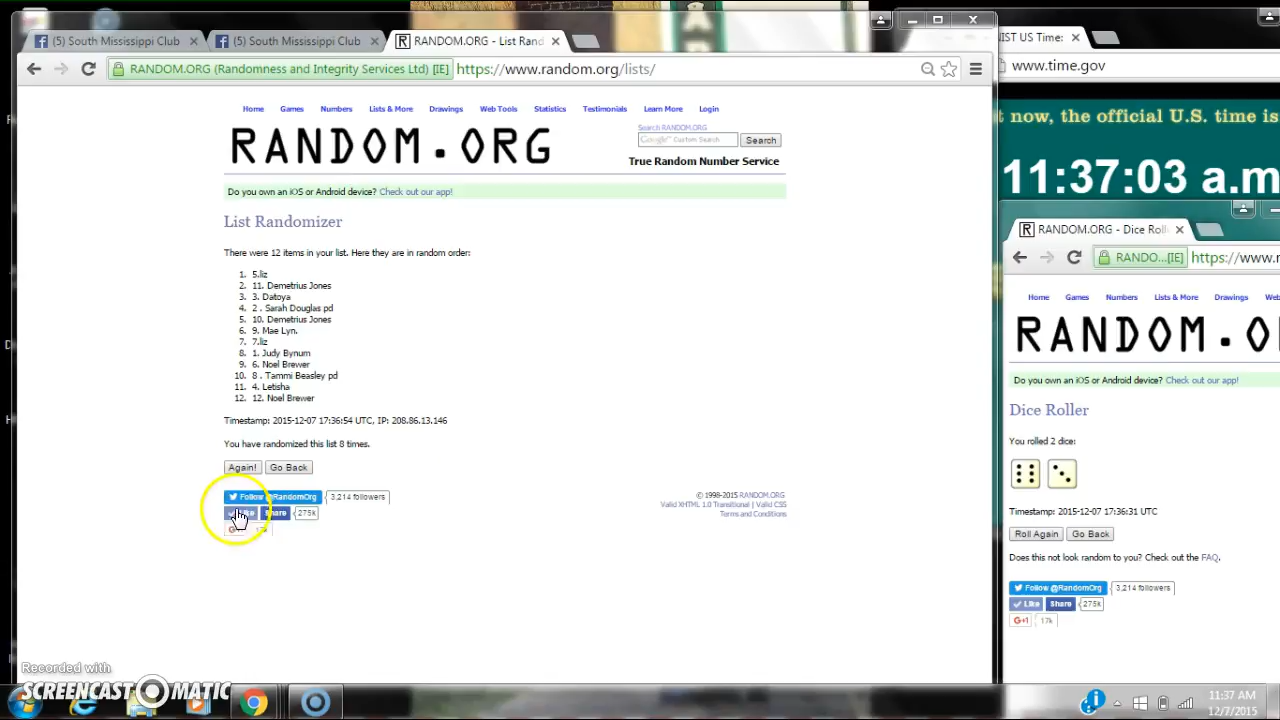 (5) South Mississippi Club
(5) South Mississippi Club
RANDOM.ORG - List Rand
RANDOM.ORG (Randomness and Integrity Services Ltd) [IE]
https://www.random.org/lists/
Home Games Numbers Lists & More Drawings Web Tools Statistics Testimonials Learn More Login
RANDOM.ORG
Search RANDOM.ORG
Google™ Custom Search
Search
True Random Number Service
Do you own an iOS or Android device? Check out our app!
List Randomizer
There were 12 items in your list. Here they are in random order:
1. 5.liz
2. 11. Demetrius Jones
3. 3. Datoya
4. 2 . Sarah Douglas pd
5. 10. Demetrius Jones
6. 9. Mae Lyn.
7. 7.liz
8. 1. Judy Bynum
9. 6. Noel Brewer
10. 8 . Tammi Beasley pd
11. 4. Letisha
12. 12. Noel Brewer
Timestamp: 2015-12-07 17:36:54 UTC, IP: 208.86.13.146
You have randomized this list 8 times.
Again! Go Back
Follow @RandomOrg 3,214 followers
Like Share 275k
© 1998-2015 RANDOM.ORG
Valid XHTML 1.0 Transitional | Valid CSS
Terms and Conditions
IST US Time:
www.time.gov
t now, the official U.S. time is
11:37:03 a.m
RANDOM.ORG - Dice Roll
RANDO...[IE] https://www.r
Home Games Numbers Lists & More Drawings Web
RANDOM.O
Do you own an iOS or Android device? Check out our app!
Dice Roller
You rolled 2 dice:
Timestamp: 2015-12-07 17:36:31 UTC
Roll Again Go Back
Does this not look random to you? Check out the FAQ.
Follow @RandomOrg 3,214 followers
Like Share 275k
G+1 17k
Recorded with
SCREENCAST-O-MATIC
11:37 AM
12/7/2015